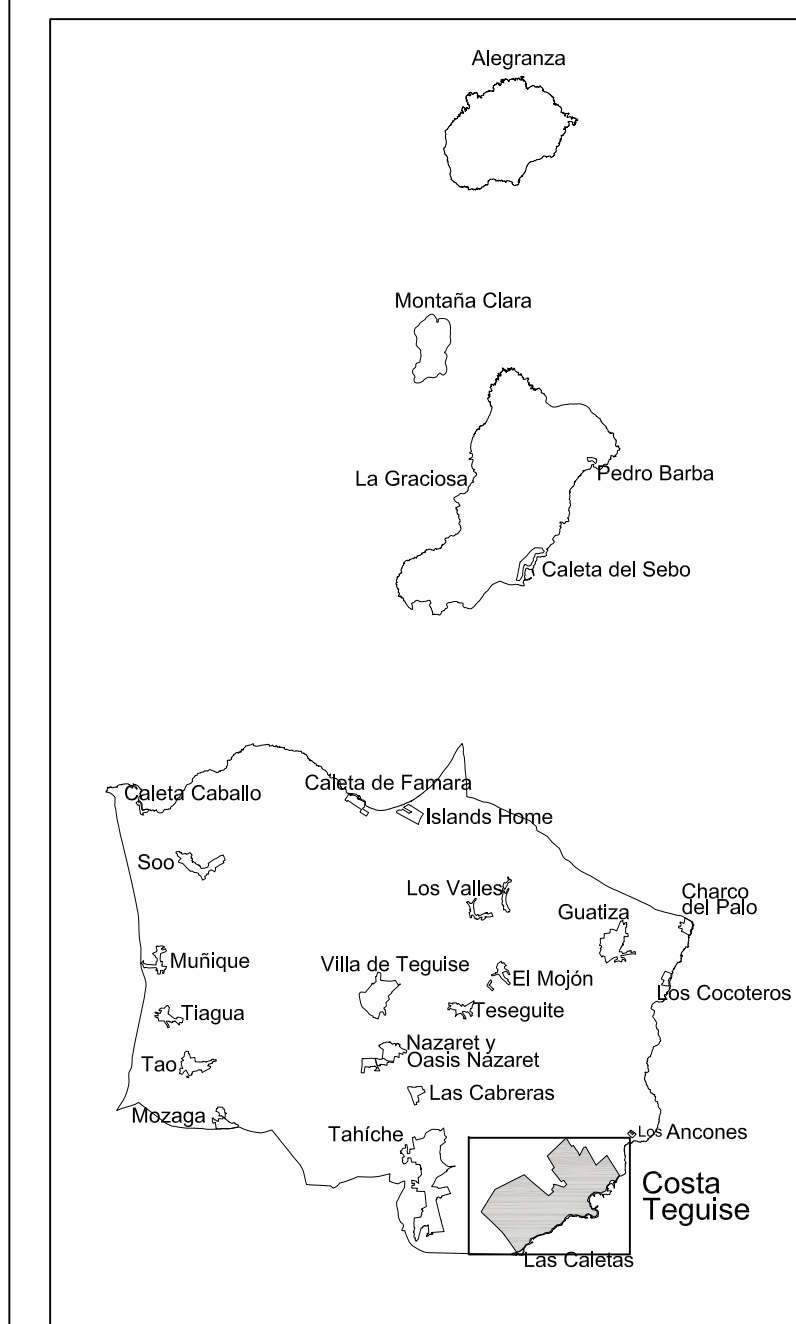 Alegranza
Montaña Clara
La Graciosa
Pedro Barba
Caleta del Sebo
Caleta Caballo
Caleta de Famara
Islands Home
Soo
Los Valles
Charco
del Palo
Guatiza
Muñique
Villa de Teguise
El Mojón
Los Cocoteros
Tiagua
Teseguite
Nazaret y
Oasis Nazaret
Tao
Las Cabreras
Mozaga
Tahíche
Los Ancones
Costa
Teguise
Las Caletas